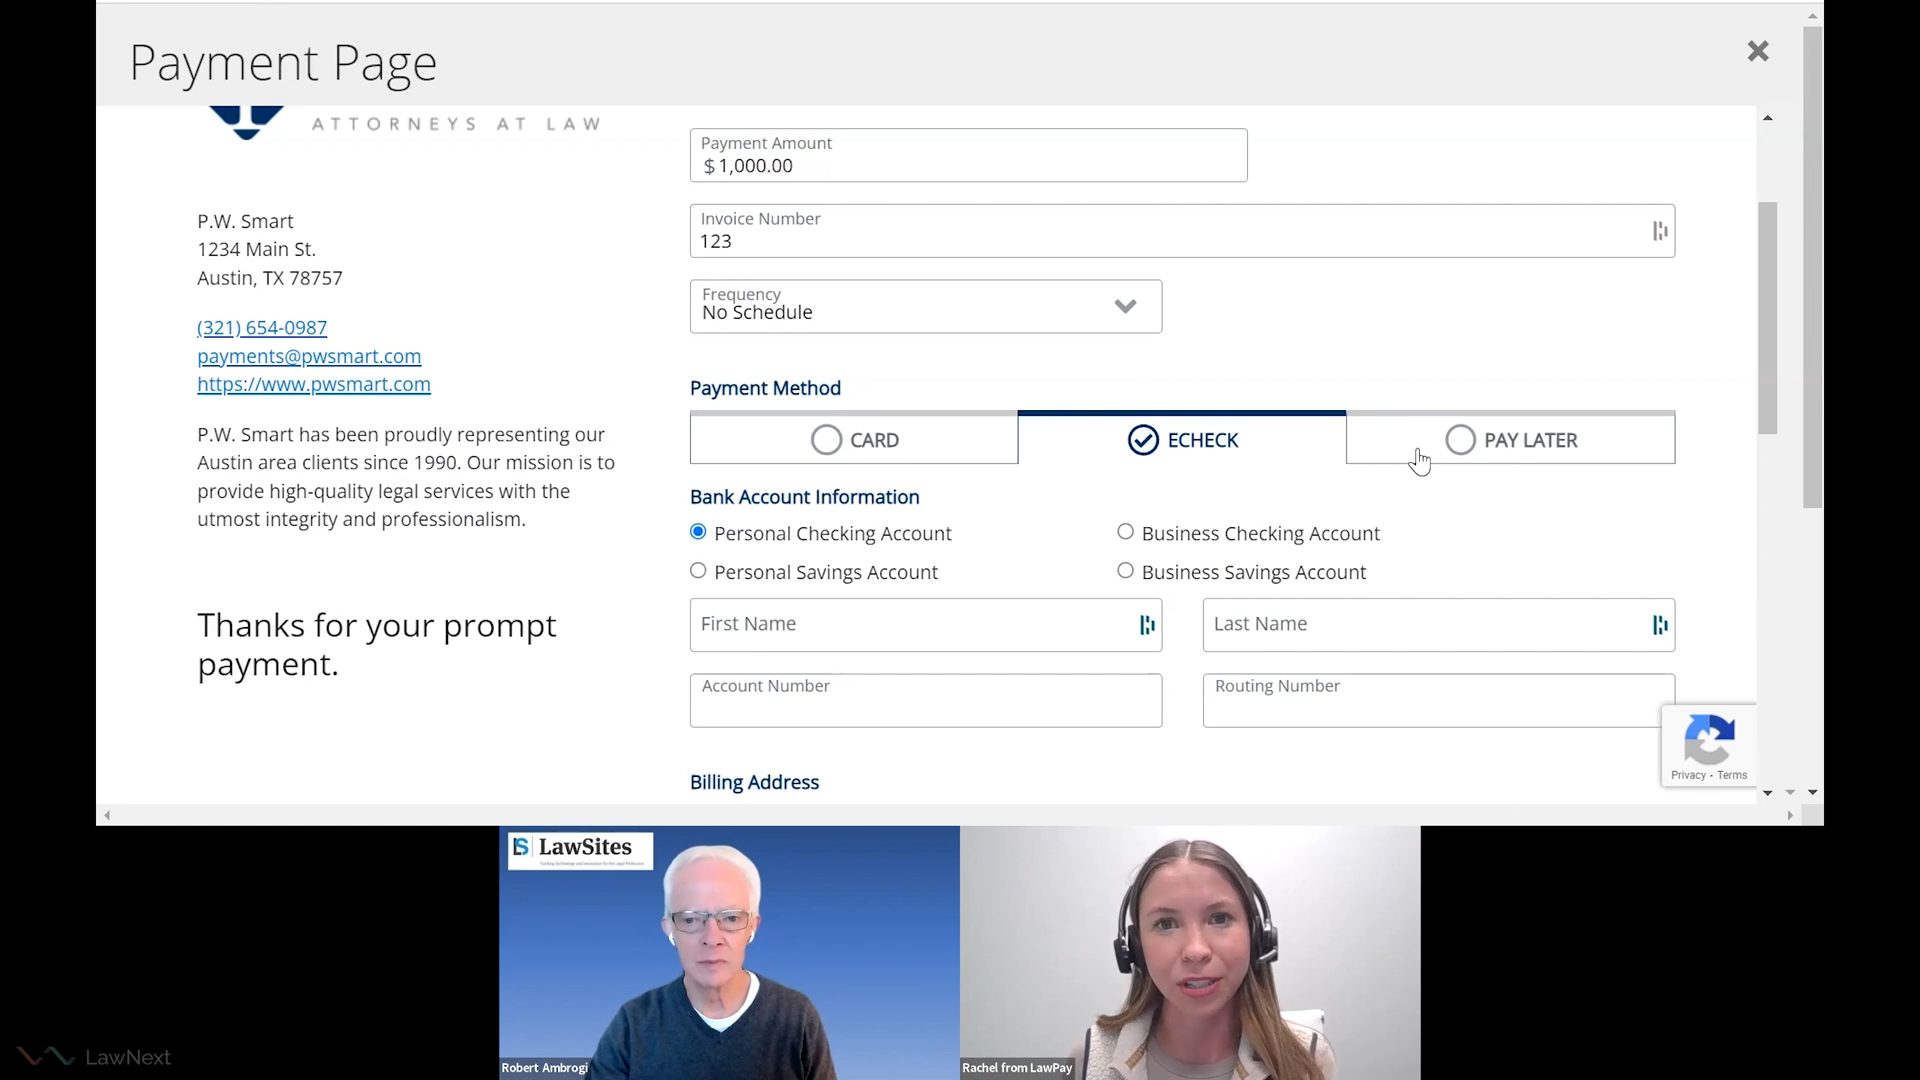 Payment Page
ATTORNEYS AT LAW
P.W. Smart
1234 Main St.
Austin, TX 78757
(321) 654-0987
payments@pwsmart.com
https://www.pwsmart.com
P.W. Smart has been proudly representing our
Austin area clients since 1990. Our mission is to
provide high-quality legal services with the
utmost integrity and professionalism.
Thanks for your prompt
payment.
Payment Amount
$ 1,000.00
Invoice Number
123
Frequency
No Schedule
Payment Method
CARD
ECHECK
PAY LATER
Bank Account Information
Personal Checking Account
Business Checking Account
Personal Savings Account
Business Savings Account
First Name
Last Name
Account Number
Routing Number
Privacy - Terms
Billing Address
LS LawSites
Robert Ambrogi
Rachel from LawPay
LawNext